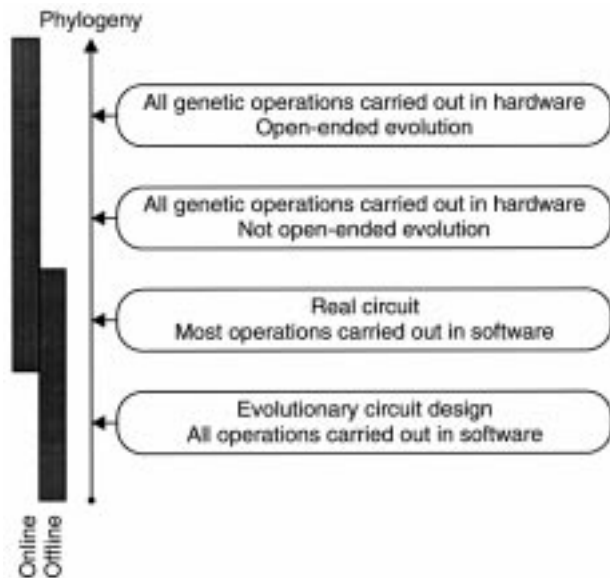 Phylogeny
All genetic operations carried out in hardware
Open-ended evolution
All genetic operations carried out in hardware
Not open-ended evolution
Real circuit
Most operations carried out in software
Evolutionary circuit design
All operations carried out in software
Online
Offline